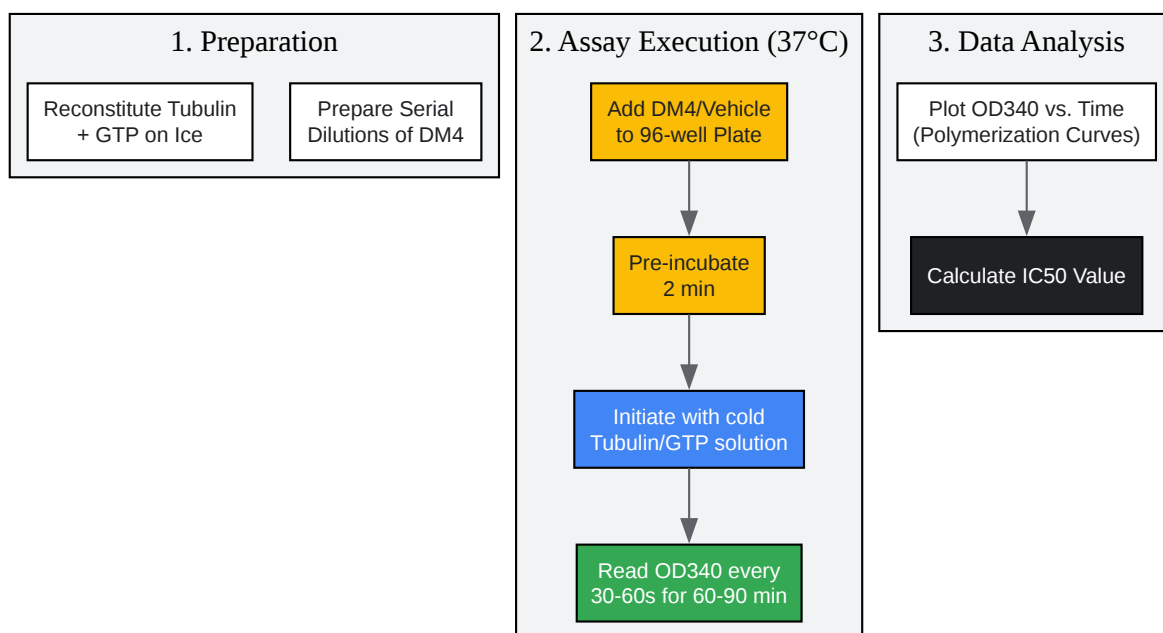 1. Preparation
Reconstitute Tubulin
+ GTP on Ice
Prepare Serial
Dilutions of DM4
2. Assay Execution (37°C)
Add DM4/Vehicle
to 96-well Plate
Pre-incubate
2 min
Initiate with cold
Tubulin/GTP solution
Read OD340 every
30-60s for 60-90 min
3. Data Analysis
Plot OD340 vs. Time
(Polymerization Curves)
Calculate IC50 Value